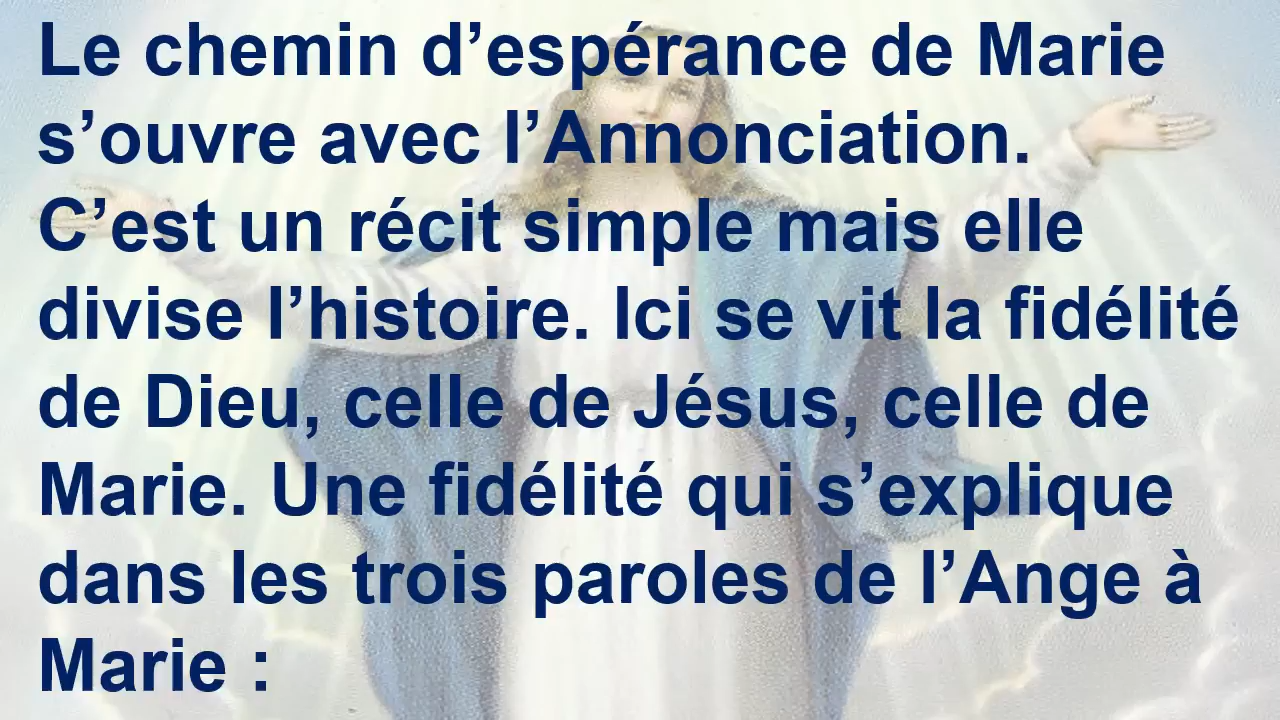 Le chemin d’espérance de Marie
s’ouvre avec l’Annonciation.
C’est un récit simple mais elle
divise l’histoire. Ici se vit la fidélité
de Dieu, celle de Jésus, celle de
Marie. Une fidélité qui s’explique
dans les trois paroles de l’Ange à
Marie :